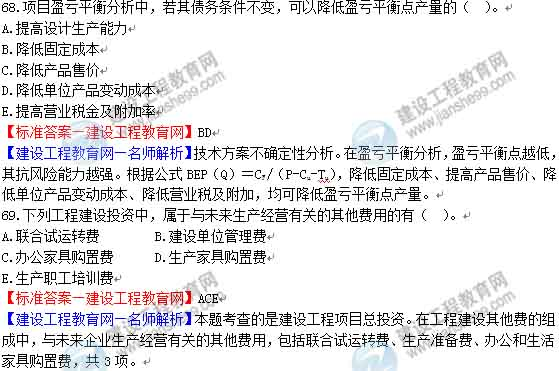 68.项目盈亏平衡分析中，若其债务条件不变，可以降低盈亏平衡点产量的（　）。
A.提高设计生产能力
B.降低固定成本
C.降低产品售价
D.降低单位产品变动成本
E.提高营业税金及附加率
【标准答案—建设工程教育网】BD
【建设工程教育网—名师解析】技术方案不确定性分析。在盈亏平衡分析，盈亏平衡点越低，
其抗风险能力越强。根据公式 BEP（Q）＝CF/（P-Cu-Tu），降低固定成本、提高产品售价、降
低单位产品变动成本、降低营业税及附加，均可降低盈亏平衡点产量。
69.下列工程建设投资中，属于与未来生产经营有关的其他费用的有（　）。
A.联合试运转费　　B.建设单位管理费
C.办公家具购置费　　D.生产家具购置费
E.生产职工培训费
【标准答案—建设工程教育网】ACE
【建设工程教育网—名师解析】本题考查的是建设工程项目总投资。在工程建设其他费的组
成中，与未来企业生产经营有关的其他费用，包括联合试运转费、生产准备费、办公和生活
家具购置费，共 3 项。
建设工程教育网
www.jianshe99.com